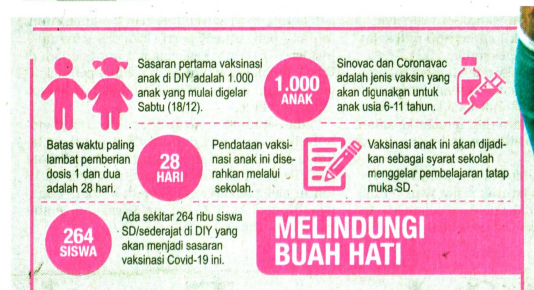 Sasaran pertama vaksinasi
anak di DIY adalah 1.000
anak yang mulai digelar
Sabtu (18/12).
1.000
ANAK
Sinovac dan Coronavac
adalah jenis vaksin yang
akan digunakan untuk
anak usia 6-11 tahun.
Batas waktu paling
lambat pemberian
dosis 1 dan dua
adalah 28 hari.
28
HARI
Pendataan vaksi-
nasi anak ini dise-
rahkan melalui
sekolah.
Vaksinasi anak ini akan dijadi-
kan sebagai syarat sekolah
menggelar pembelajaran tatap
muka SD.
264
SISWA
Ada sekitar 264 ribu siswa
SD/sederajat di DIY yang
akan menjadi sasaran
vaksinasi Covid-19 ini.
MELINDUNGI
BUAH HATI